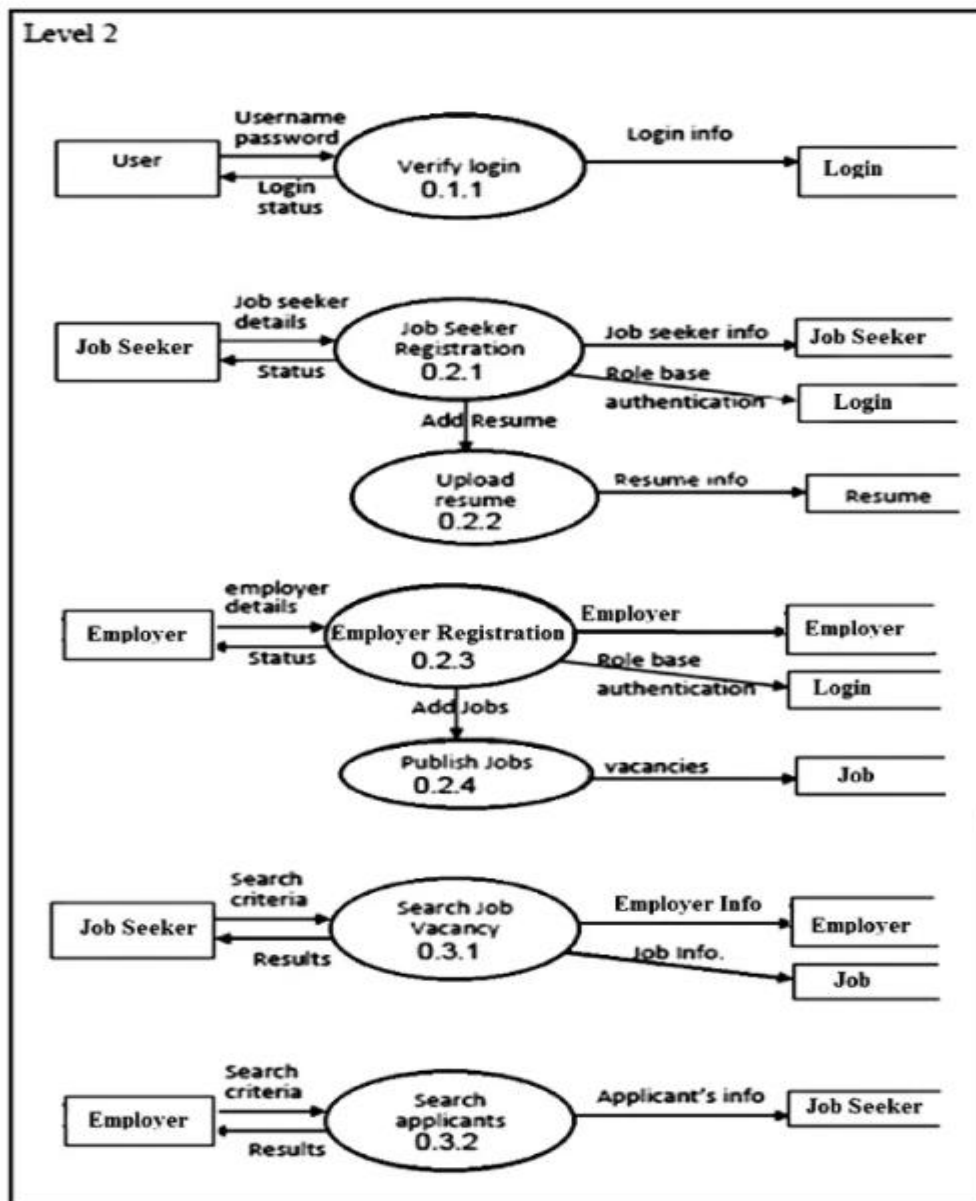 Level 2
Username
password
User
Login
status
Verify login
0.1.1
Login info
Login
Job seeker
details
Job Seeker
Status
Job Seeker
Registration
0.2.1
Job seeker info
Job Seeker
Role base
authentication
Login
Add Resume
Upload
resume
0.2.2
Resume info
Resume
employer
details
Employer
Status
Employer Registration
0.2.3
Employer
Employer
Role base
authentication
Login
Add Jobs
Publish Jobs
0.2.4
vacancies
Job
Search
criteria
Job Seeker
Results
Search Job
Vacancy
0.3.1
Employer Info
Employer
Job Info.
Job
Search
criteria
Employer
Results
Search
applicants
0.3.2
Applicant's info
Job Seeker